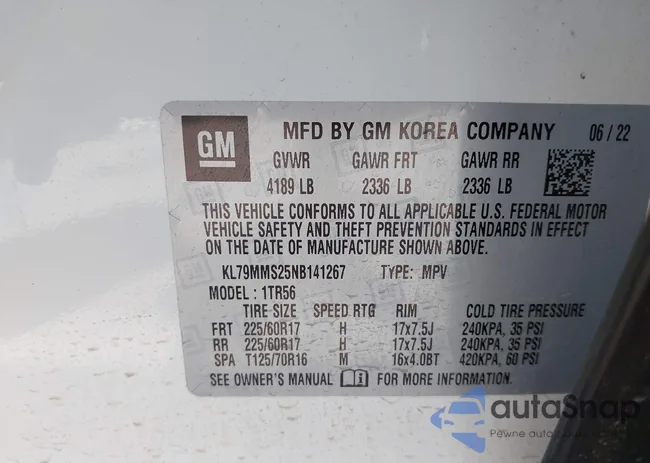 GM MFD BY GM KOREA COMPANY 06 / 22
GVWR GAWR FRT GAWR RR
4189 LB 2336 LB 2336 LB
THIS VEHICLE CONFORMS TO ALL APPLICABLE U.S. FEDERAL MOTOR
VEHICLE SAFETY AND THEFT PREVENTION STANDARDS IN EFFECT
ON THE DATE OF MANUFACTURE SHOWN ABOVE.
KL79MMS25NB141267 TYPE: MPV
MODEL: 1TR56
TIRE SIZE SPEED RTG RIM COLD TIRE PRESSURE
FRT 225/60R17 H 17x7.5J 240KPA, 35 PSI
RR 225/60R17 H 17x7.5J 240KPA, 35 PSI
SPA T125/70R16 M 16x4.0BT 420KPA, 60 PSI
SEE OWNER'S MANUAL FOR MORE INFORMATION.
autoSnap
Pewne auto